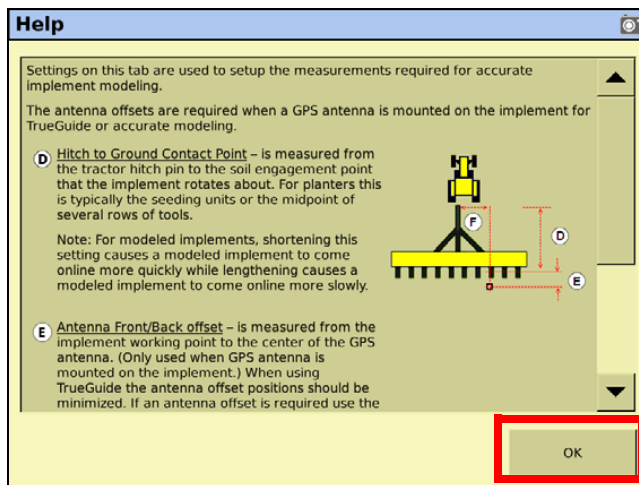 Help
Settings on this tab are used to setup the measurements required for accurate
implement modeling.
The antenna offsets are required when a GPS antenna is mounted on the implement for
TrueGuide or accurate modeling.
D Hitch to Ground Contact Point – is measured from
the tractor hitch pin to the soil engagement point
that the implement rotates about. For planters this
is typically the seeding units or the midpoint of
several rows of tools.
Note: For modeled implements, shortening this
setting causes a modeled implement to come
online more quickly while lengthening causes a
modeled implement to come online more slowly.
E Antenna Front/Back offset – is measured from the
implement working point to the center of the GPS
antenna. (Only used when GPS antenna is
mounted on the implement.) When using
TrueGuide the antenna offset positions should be
minimized. If an antenna offset is required use the
F
D
E
OK